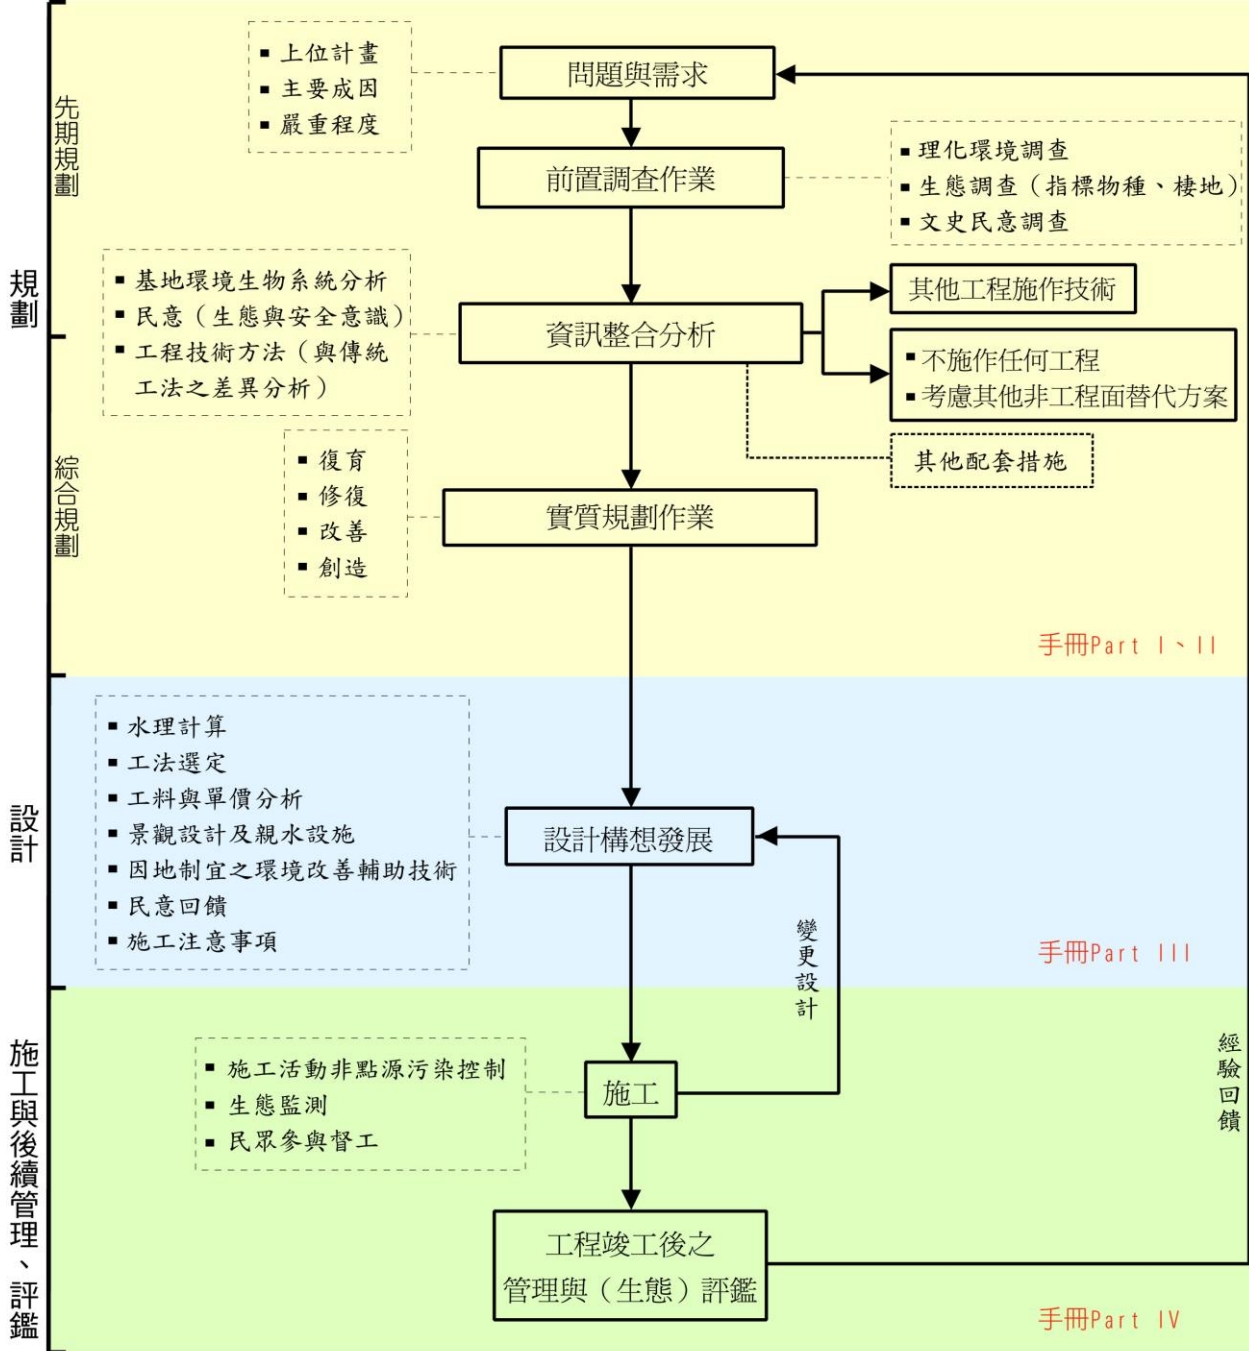 規劃
先期規劃
綜合規劃
▪ 上位計畫
▪ 主要成因
▪ 嚴重程度
問題與需求
前置調查作業
▪ 理化環境調查
▪ 生態調查（指標物種、棲地）
▪ 文史民意調查
▪ 基地環境生物系統分析
▪ 民意（生態與安全意識）
▪ 工程技術方法（與傳統
工法之差異分析）
資訊整合分析
其他工程施作技術
▪ 不施作任何工程
▪ 考慮其他非工程面替代方案
其他配套措施
▪ 復育
▪ 修復
▪ 改善
▪ 創造
實質規劃作業
手冊Part I、II
設計
▪ 水理計算
▪ 工法選定
▪ 工料與單價分析
▪ 景觀設計及親水設施
▪ 因地制宜之環境改善輔助技術
▪ 民意回饋
▪ 施工注意事項
設計構想發展
變更設計
手冊Part III
施工與後續管理、評鑑
▪ 施工活動非點源污染控制
▪ 生態監測
▪ 民眾參與督工
施工
經驗回饋
工程竣工後之
管理與（生態）評鑑
手冊Part IV